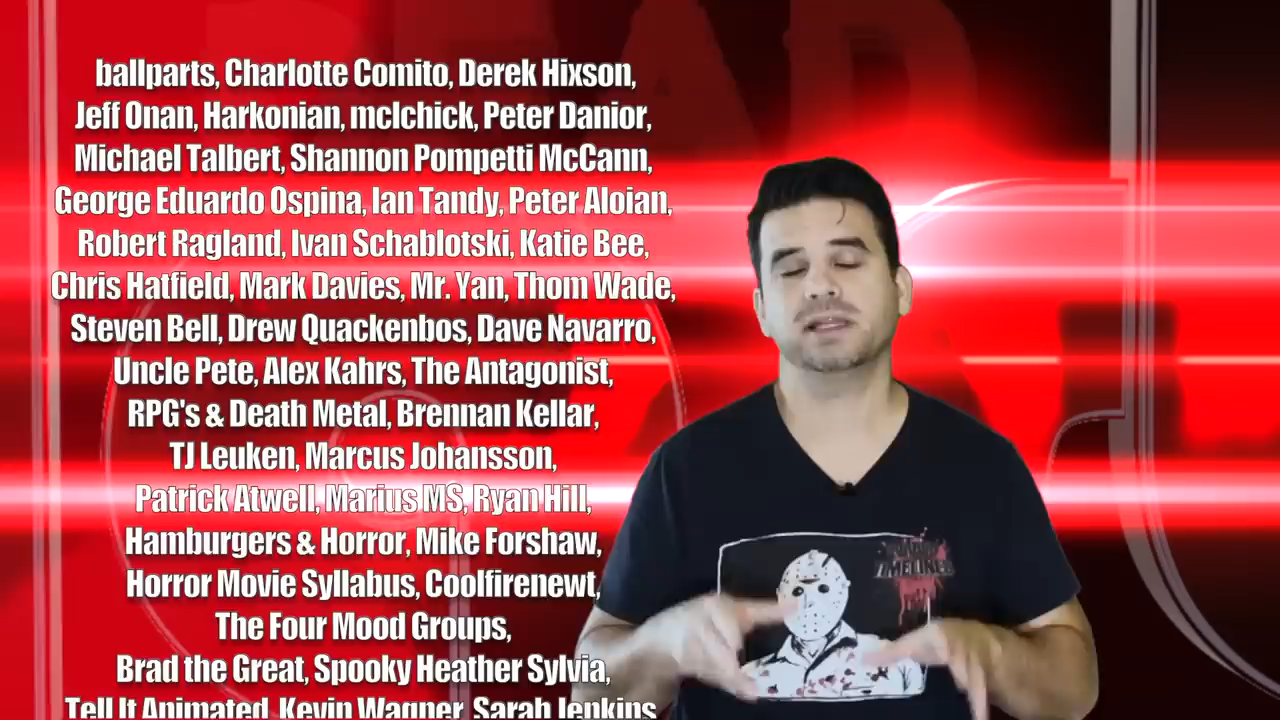 ballparts, Charlotte Comito, Derek Hixson,
Jeff Onan, Harkonian, mclchick, Peter Danior,
Michael Talbert, Shannon Pompetti McCann,
George Eduardo Ospina, Ian Tandy, Peter Aloian,
Robert Ragland, Ivan Schablotski, Katie Bee,
Chris Hatfield, Mark Davies, Mr. Yan, Thom Wade,
Steven Bell, Drew Quackenbos, Dave Navarro,
Uncle Pete, Alex Kahrs, The Antagonist,
RPG's & Death Metal, Brennan Kellar,
TJ Leuken, Marcus Johansson,
Patrick Atwell, Marius MS, Ryan Hill,
Hamburgers & Horror, Mike Forshaw,
Horror Movie Syllabus, Coolfirenewt,
The Four Mood Groups,
Brad the Great, Spooky Heather Sylvia,
Tell It Animated, Kevin Wagner, Sarah Jenkins
TIMELINES